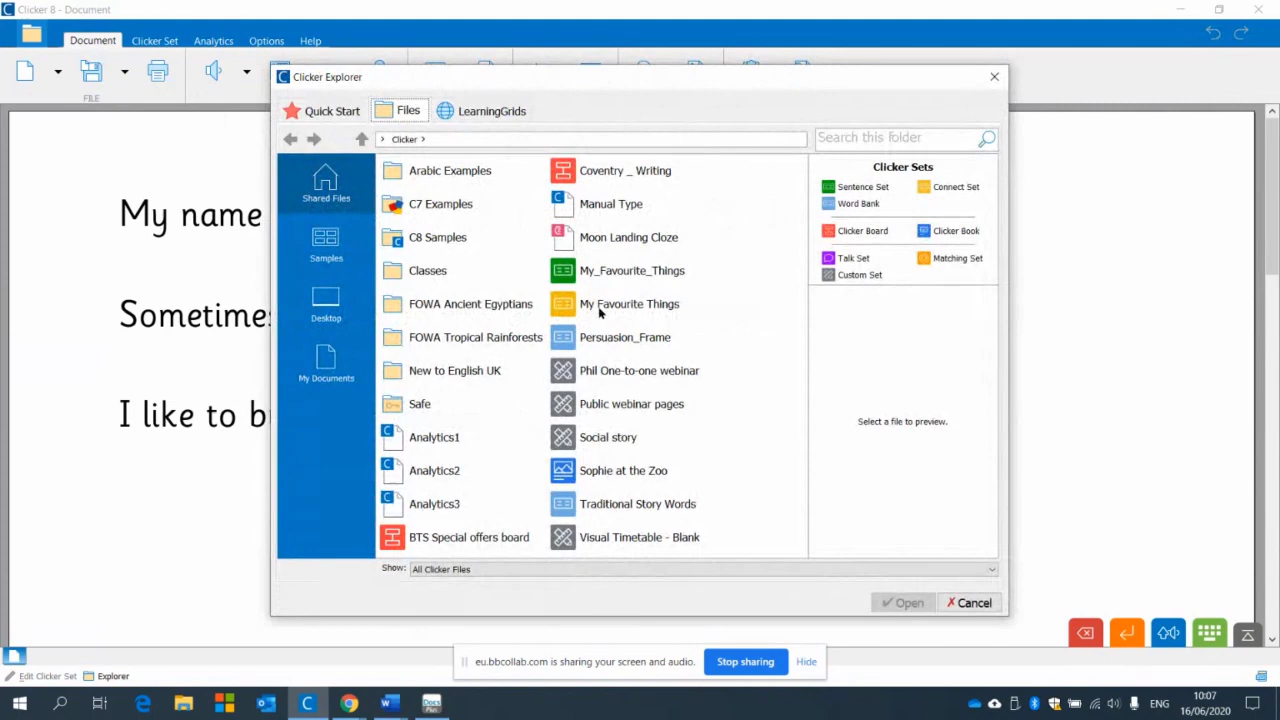 Clicker 8 - Document
Document Clicker Set Analytics Options Help
FILE
Clicker Explorer
Quick Start Files LearningGrids
> Clicker > Search this folder
Shared Files
Samples
Desktop
My Documents
Arabic Examples
C7 Examples
C8 Samples
Classes
FOWA Ancient Egyptians
FOWA Tropical Rainforests
New to English UK
Safe
Analytics1
Analytics2
Analytics3
BTS Special offers board
Coventry _ Writing
Manual Type
Moon Landing Cloze
My_Favourite_Things
My Favourite Things
Persuasion_Frame
Phil One-to-one webinar
Public webinar pages
Social story
Sophie at the Zoo
Traditional Story Words
Visual Timetable - Blank
Clicker Sets
Sentence Set Connect Set
Word Bank
Clicker Board Clicker Book
Talk Set Matching Set
Custom Set
Select a file to preview.
Show: All Clicker Files
Open Cancel
My name
Sometimes
I like to b
eu.bbcollab.com is sharing your screen and audio. Stop sharing Hide
Edit Clicker Set Explorer
Docs Plus
ENG
10:07
16/06/2020